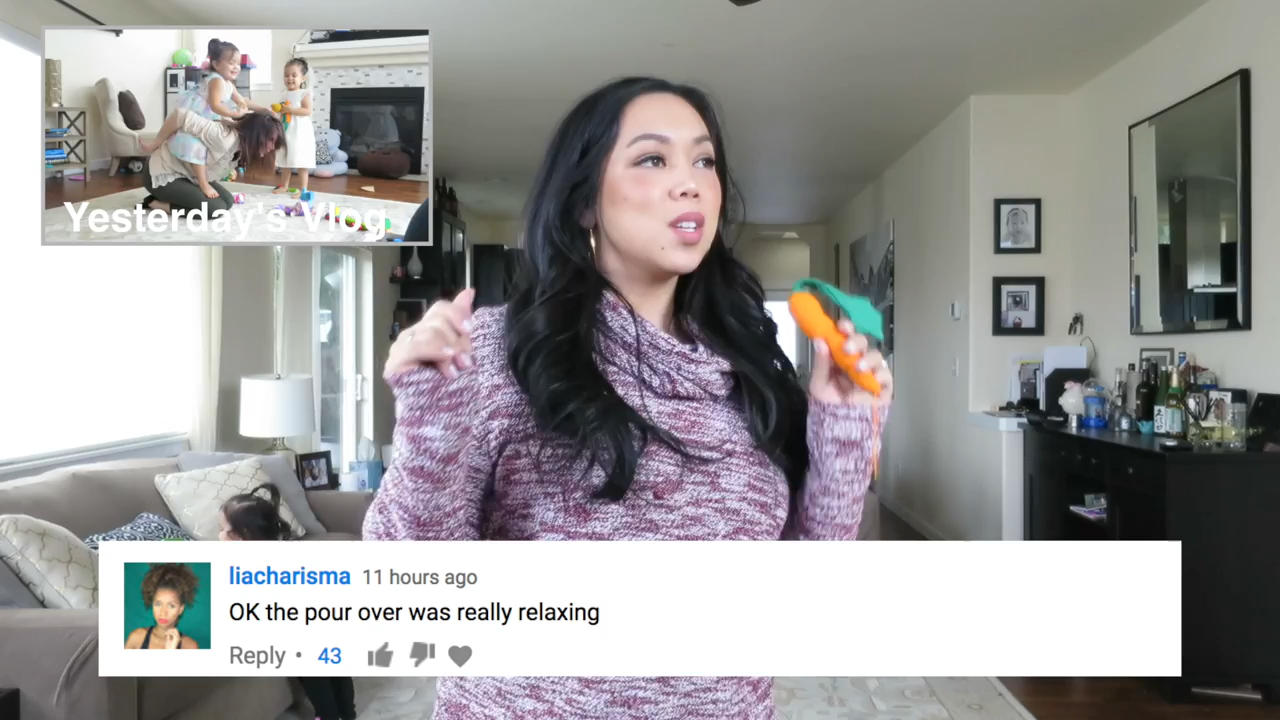 Yesterday's Vlog
liacharisma 11 hours ago
OK the pour over was really relaxing
Reply • 43